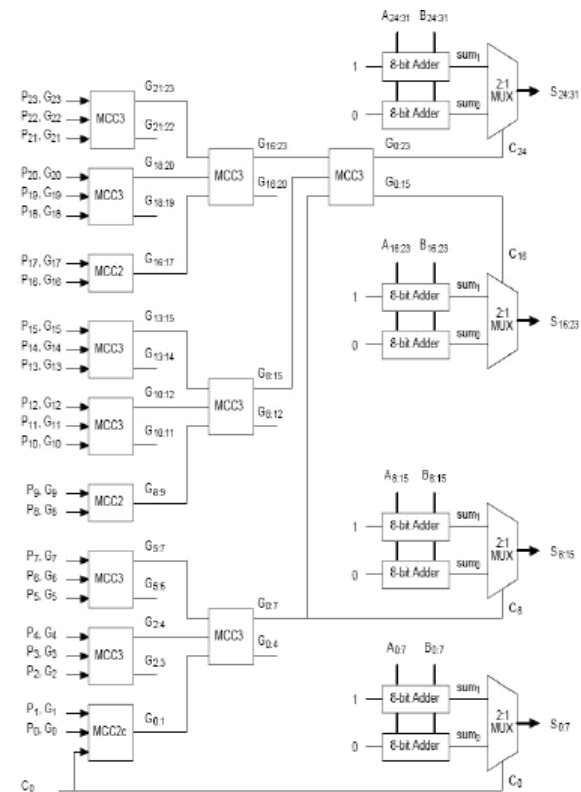 A24:31 B24:31
1 8-bit Adder sum1
2:1 MUX
S24:31
0 8-bit Adder sum0
C24
P23, G23
P22, G22
P21, G21
MCC3
G21:23
G21:22
P20, G20
P19, G19
P18, G18
MCC3
G18:20
G18:19
P17, G17
P16, G16
MCC2
G16:17
MCC3
G16:23
G18:20
MCC3
G0:23
G0:15
C16
A16:23 B16:23
1 8-bit Adder sum1
2:1 MUX
S16:23
0 8-bit Adder sum0
P15, G15
P14, G14
P13, G13
MCC3
G13:15
G13:14
P12, G12
P11, G11
P10, G10
MCC3
G10:12
G10:11
P9, G9
P8, G8
MCC2
G8:9
MCC3
G8:15
G8:12
A8:15 B8:15
1 8-bit Adder sum1
2:1 MUX
S8:15
0 8-bit Adder sum0
C8
P7, G7
P6, G6
P5, G5
MCC3
G5:7
G5:6
P4, G4
P3, G3
P2, G2
MCC3
G2:4
G2:3
P1, G1
P0, G0
MCC2c
G0:1
MCC3
G0:7
G0:4
A0:7 B0:7
1 8-bit Adder sum1
2:1 MUX
S0:7
0 8-bit Adder sum0
C0
C0